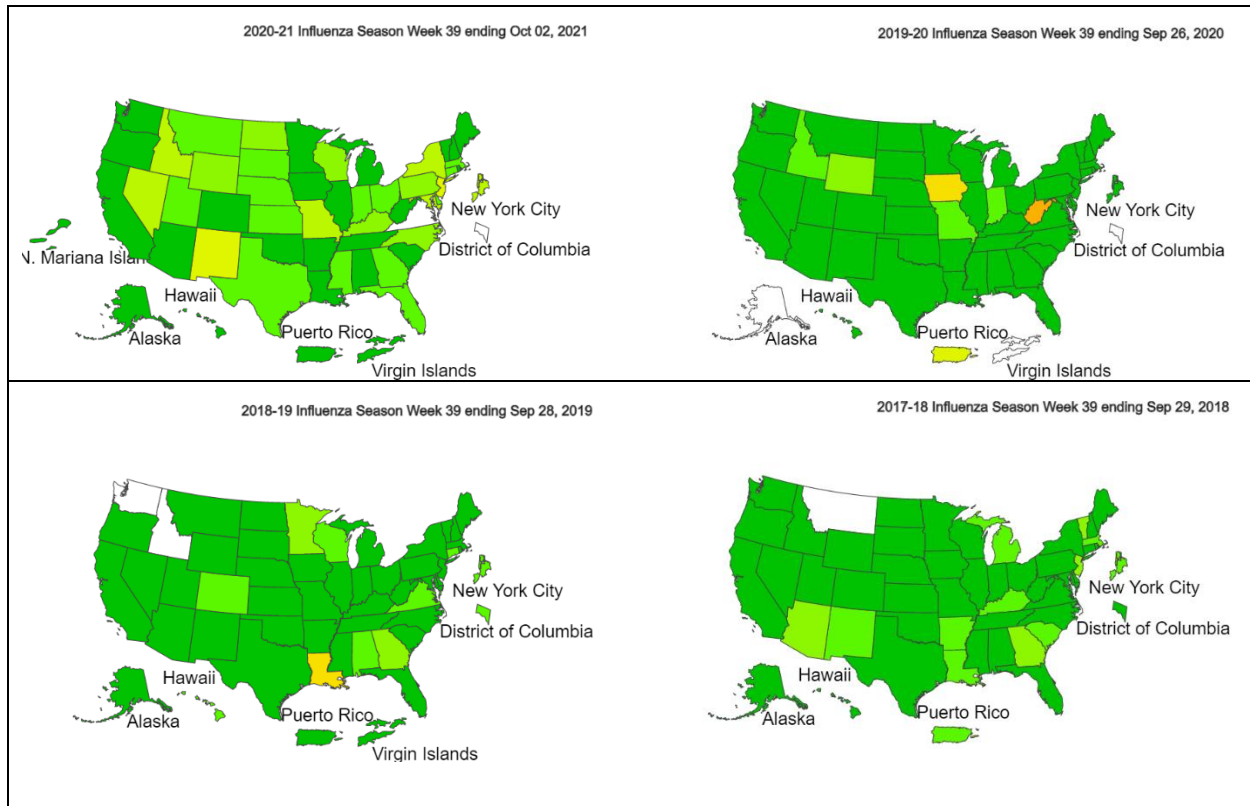 2020-21 Influenza Season Week 39 ending Oct 02, 2021
New York City
District of Columbia
N. Mariana Islan
Hawaii
Alaska
Puerto Rico
Virgin Islands
2019-20 Influenza Season Week 39 ending Sep 26, 2020
New York City
District of Columbia
Hawaii
Alaska
Puerto Rico
Virgin Islands
2018-19 Influenza Season Week 39 ending Sep 28, 2019
New York City
District of Columbia
Hawaii
Alaska
Puerto Rico
Virgin Islands
2017-18 Influenza Season Week 39 ending Sep 29, 2018
New York City
District of Columbia
Hawaii
Alaska
Puerto Rico